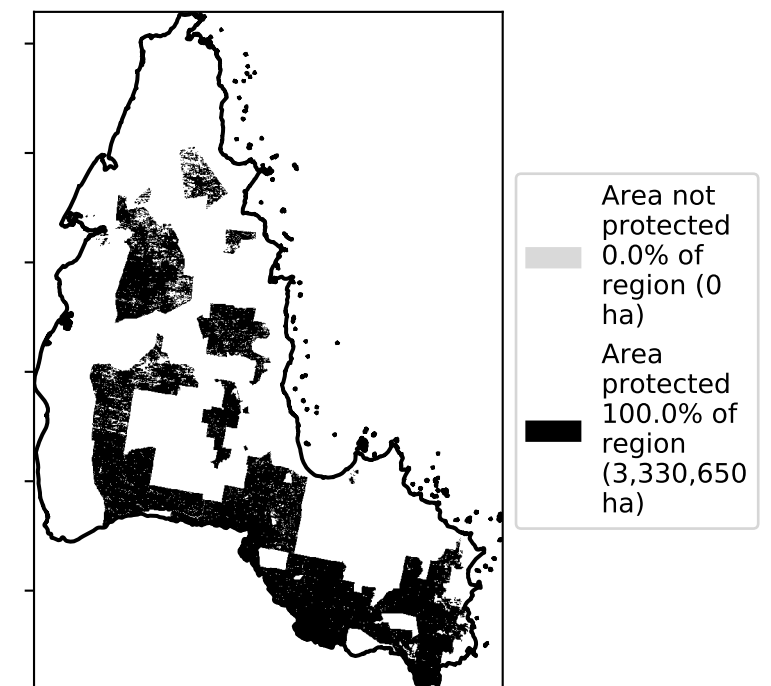 Area not
protected
0.0% of
region (0
ha)
Area
protected
100.0% of
region
(3,330,650
ha)